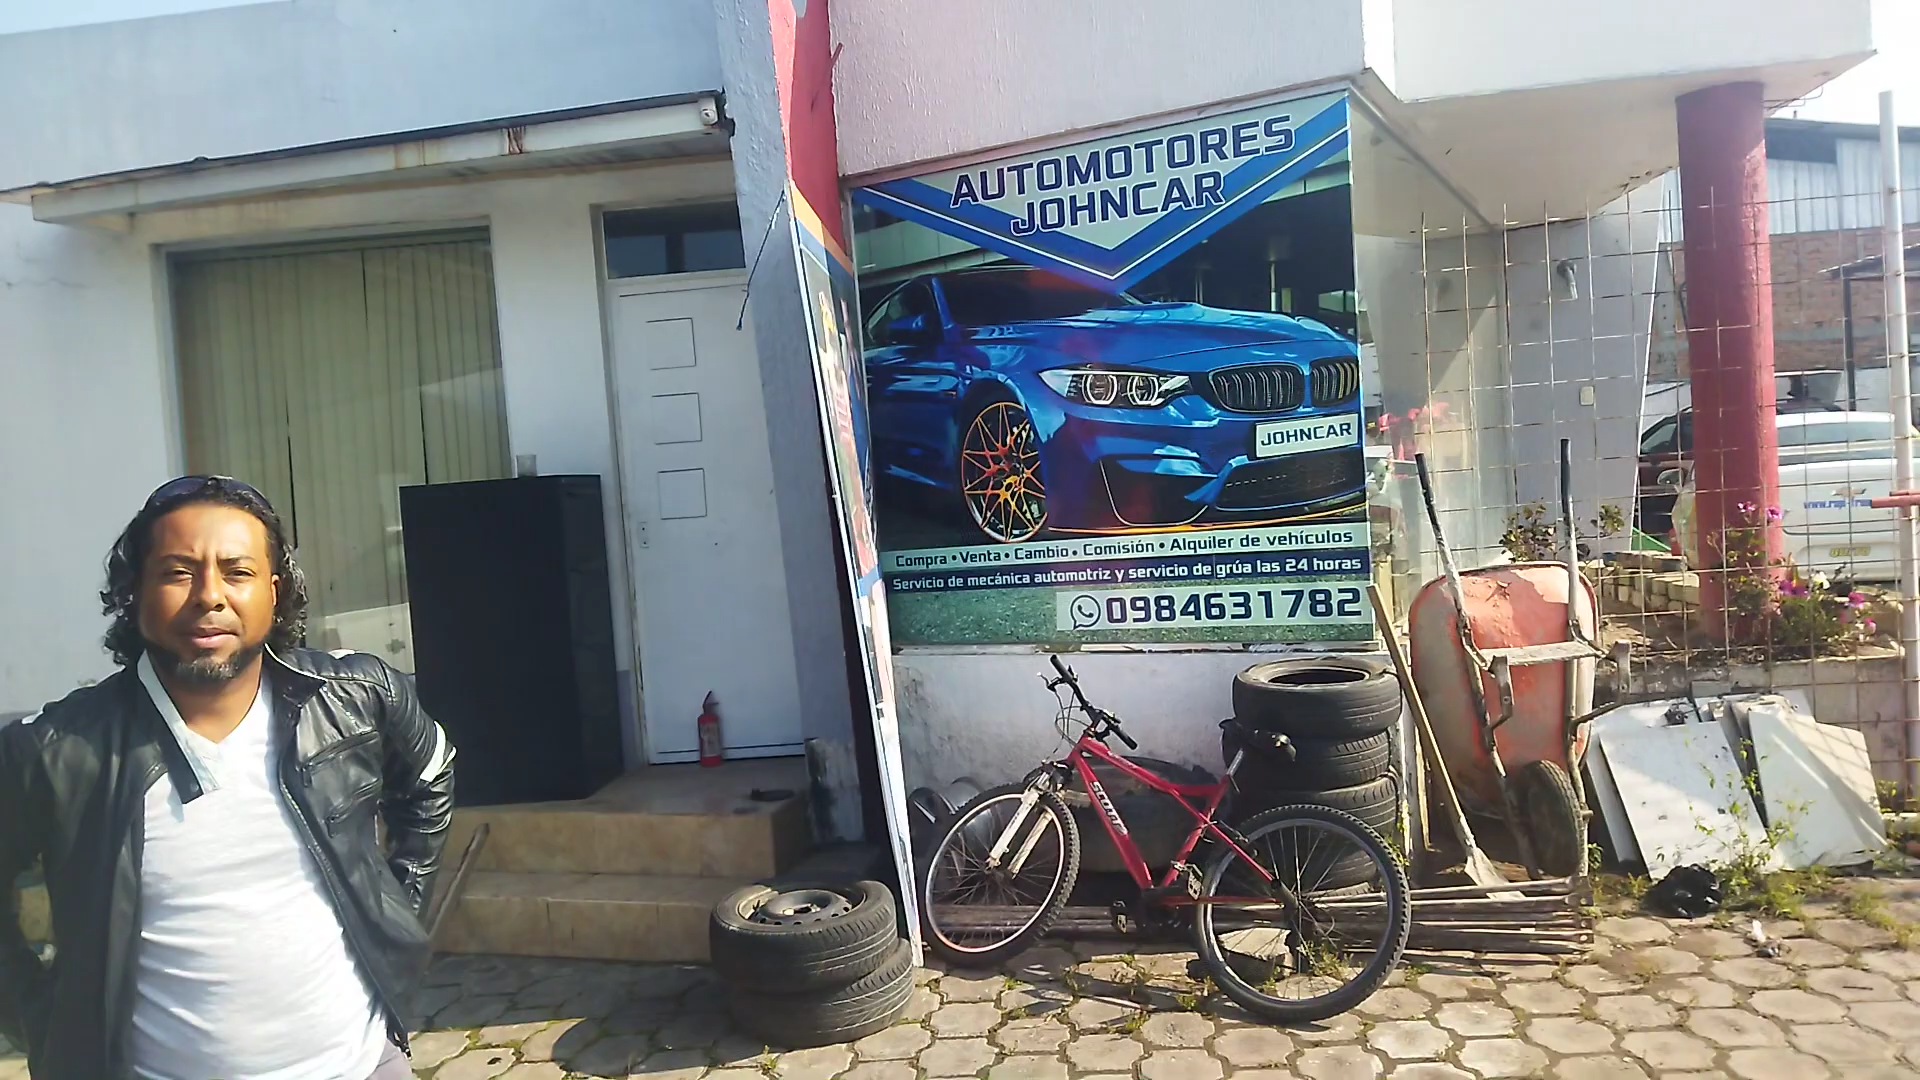 AUTOMOTORES
JOHNCAR
JOHNCAR
Compra • Venta • Cambio • Comisión • Alquiler de vehículos
Servicio de mecánica automotriz y servicio de grúa las 24 horas
0984631782
SCOTT